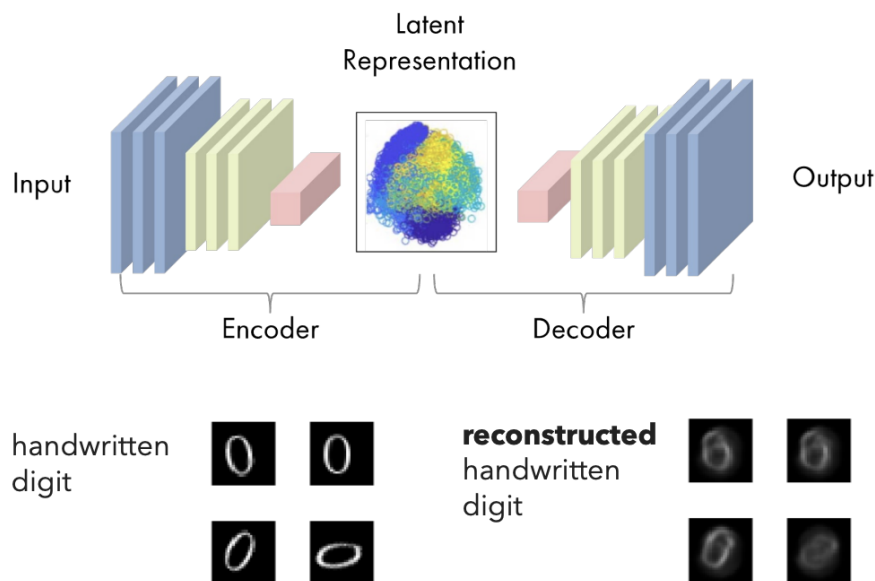 Latent
Representation
Input
Output
Encoder
Decoder
handwritten
digit
reconstructed
handwritten
digit